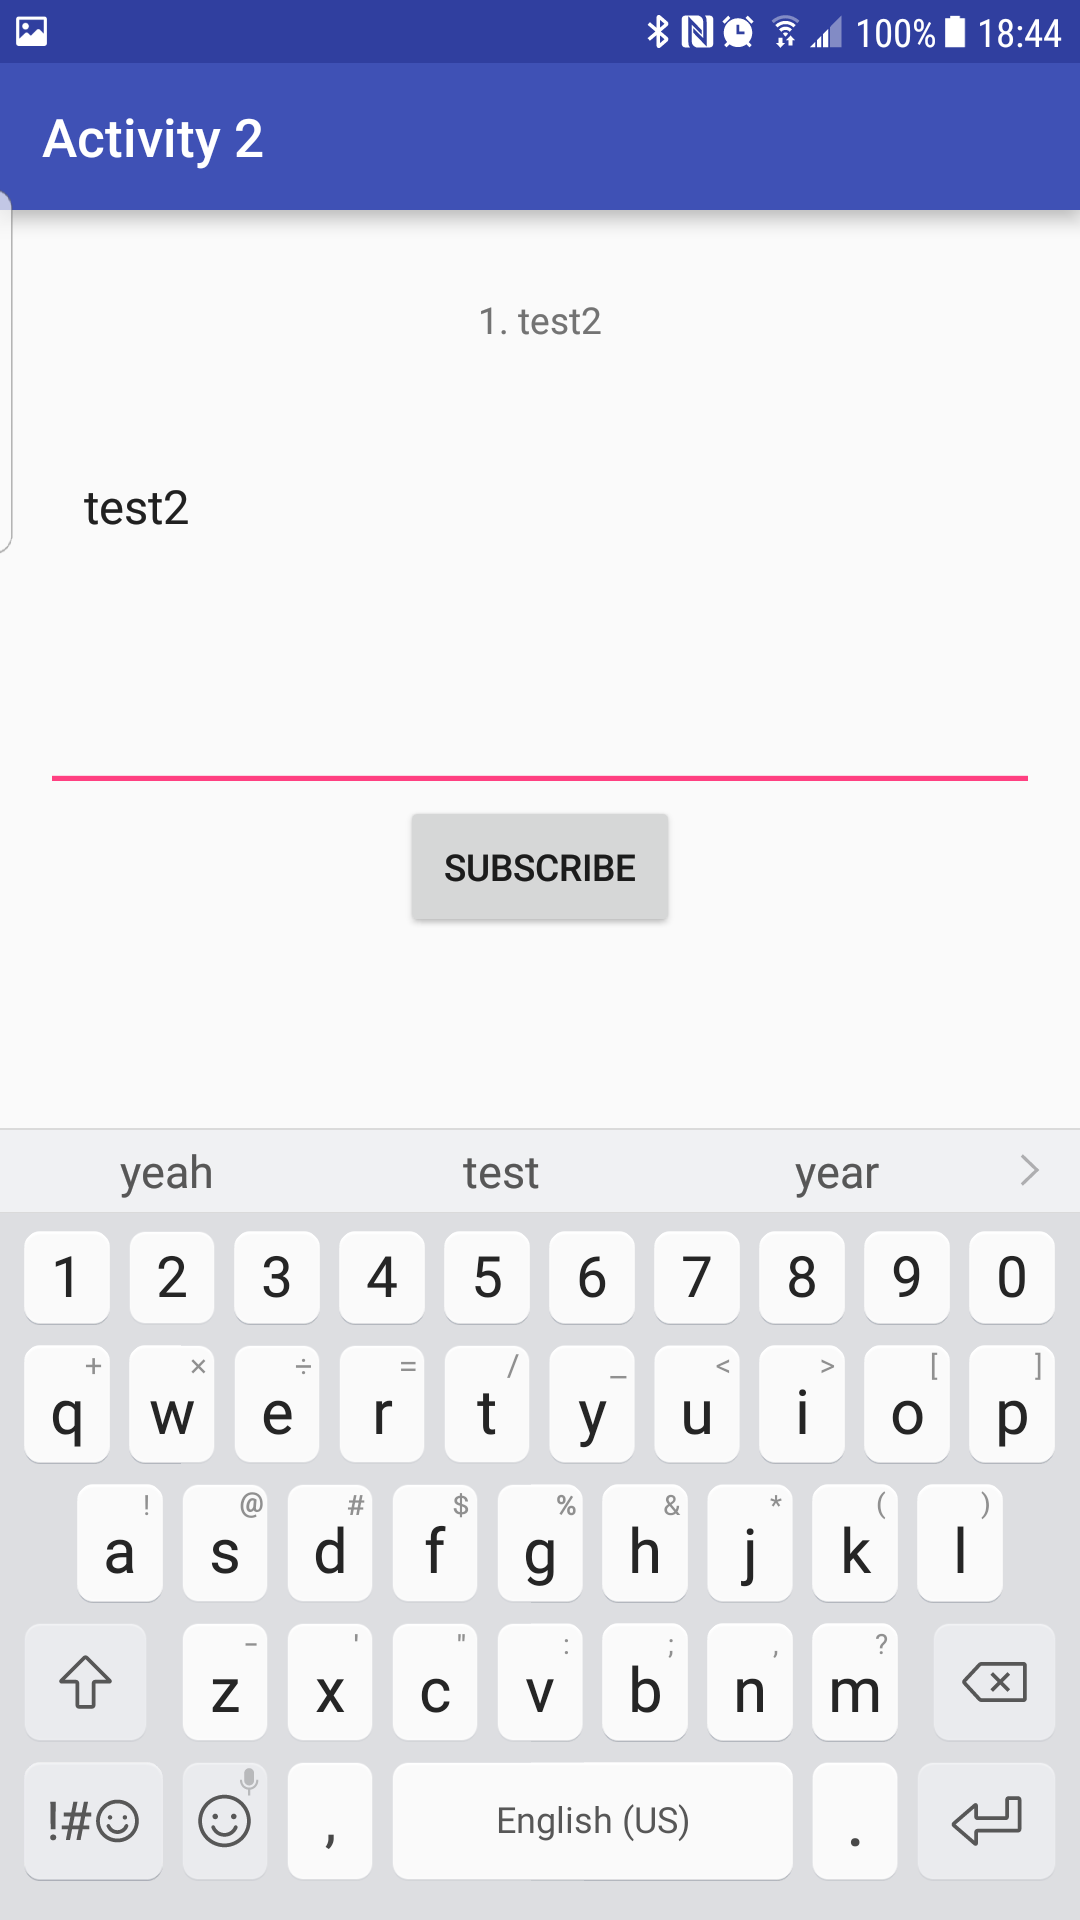 100% 18:44
Activity 2
1. test2
test2
SUBSCRIBE
yeah test year
1 2 3 4 5 6 7 8 9 0
+ × ÷ = / _ < > [ ]
q w e r t y u i o p
! @ # $ % & * ( )
a s d f g h j k l
- ' " : ; , ?
z x c v b n m
!#☺ , English (US) .